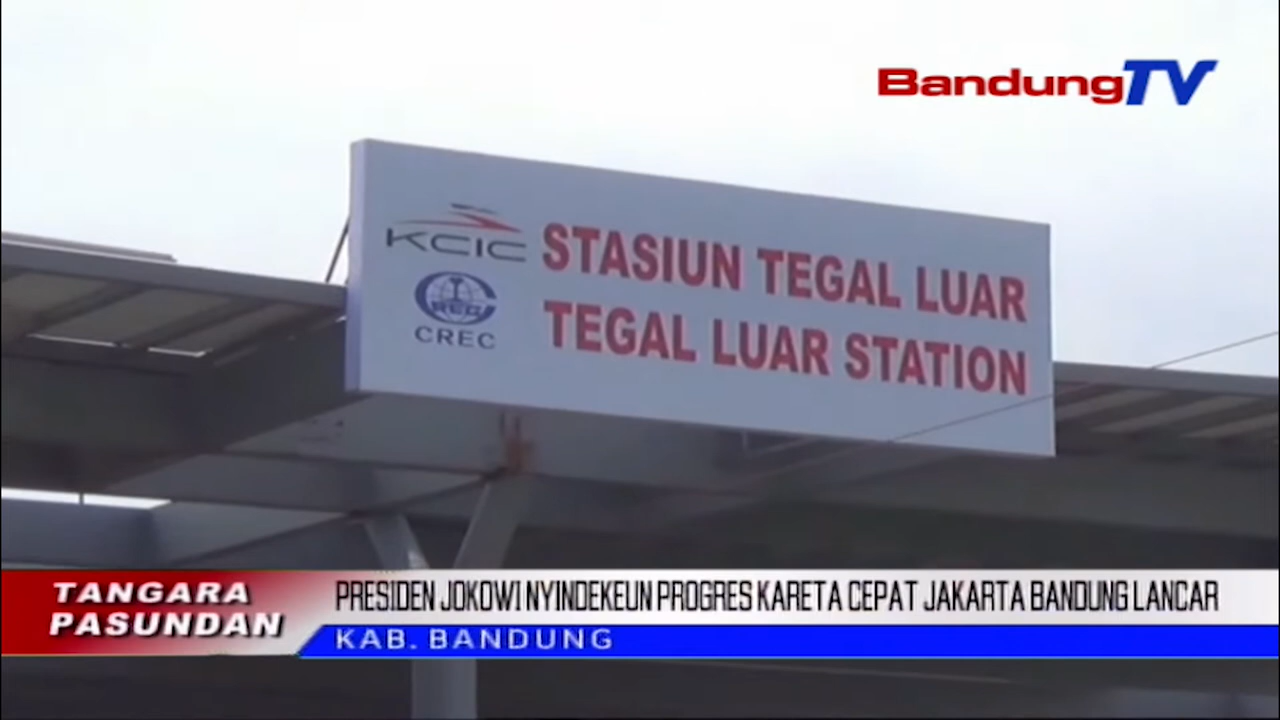 BandungTV
KCIC
STASIUN TEGAL LUAR
CREC
TEGAL LUAR STATION
CREC
TANGARA
PASUNDAN
PRESIDEN JOKOWI NYINDEKEUN PROGRES KARETA CEPAT JAKARTA BANDUNG LANCAR
KAB. BANDUNG